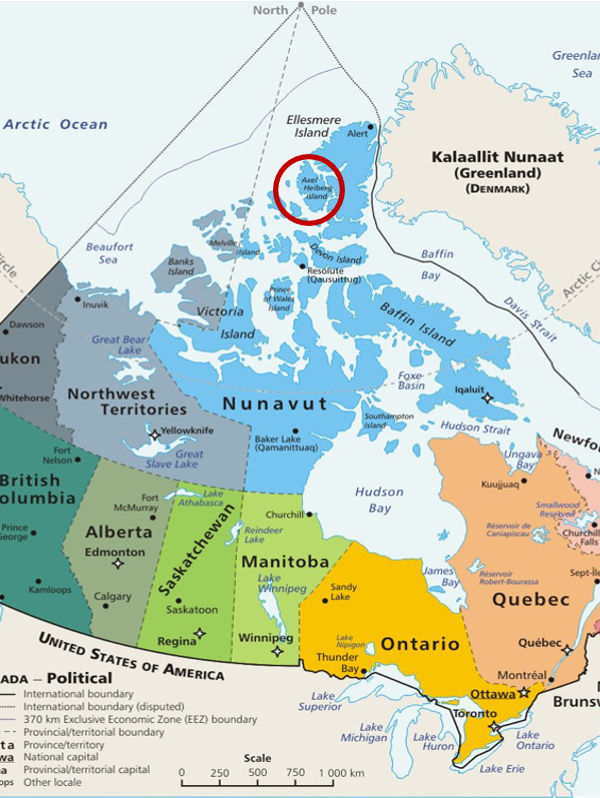 North Pole
Greenlan
Sea
Ellesmere
Island
Alert
Arctic Ocean
Kalaallit Nunaat
(Greenland)
(DENMARK)
Axel
Heiberg
Island
Beaufort
Sea
Melville
Island
Devon Island
Banks
Island
Baffin
Bay
Resolute
(Qausuittuq)
Arctic Ci
Circle
Prince
of Wales
Island
Inuvik
Victoria
Island
Baffin Island
Davis Strait
Dawson
ukon
Great Bear
Lake
Whitehorse
Northwest
Territories
Foxe
Basin
Iqaluit
Nunavut
Southampton
Island
Hudson Strait
Yellowknife
Baker Lake
(Qamanittuaq)
Great
Slave Lake
Newfo
Fort
Nelson
Ungava
Bay
British
olumbia
Kuujjuaq
Hudson
Bay
Lake
Athabasca
Fort
McMurray
Churchill
Smallwood
Reservoir
Réservoir de
Caniapiscau
Churchill
Falls
Prince
George
Alberta
Edmonton
Saskatchewan
Reindeer
Lake
Manitoba
Lake
Winnipeg
James
Bay
Réservoir
Robert-Bourassa
Sept-Îl
Kamloops
Calgary
Saskatoon
Sandy
Lake
Quebec
Regina
Winnipeg
Lake
Nipigon
Ontario
Québec
Thunder
Bay
Montréal
UNITED STATES OF AMERICA
Ottawa
Brunsw
Lake
Superior
Toronto
Lake
Michigan
Lake
Huron
Lake
Ontario
Lake Erie
ADA – Political
International boundary
International boundary (disputed)
370 km Exclusive Economic Zone (EEZ) boundary
Provincial/territorial boundary
ta Province/territory
wa National capital
na Provincial/territorial capital
ops Other locale
Scale
0 250 500 750 1 000 km